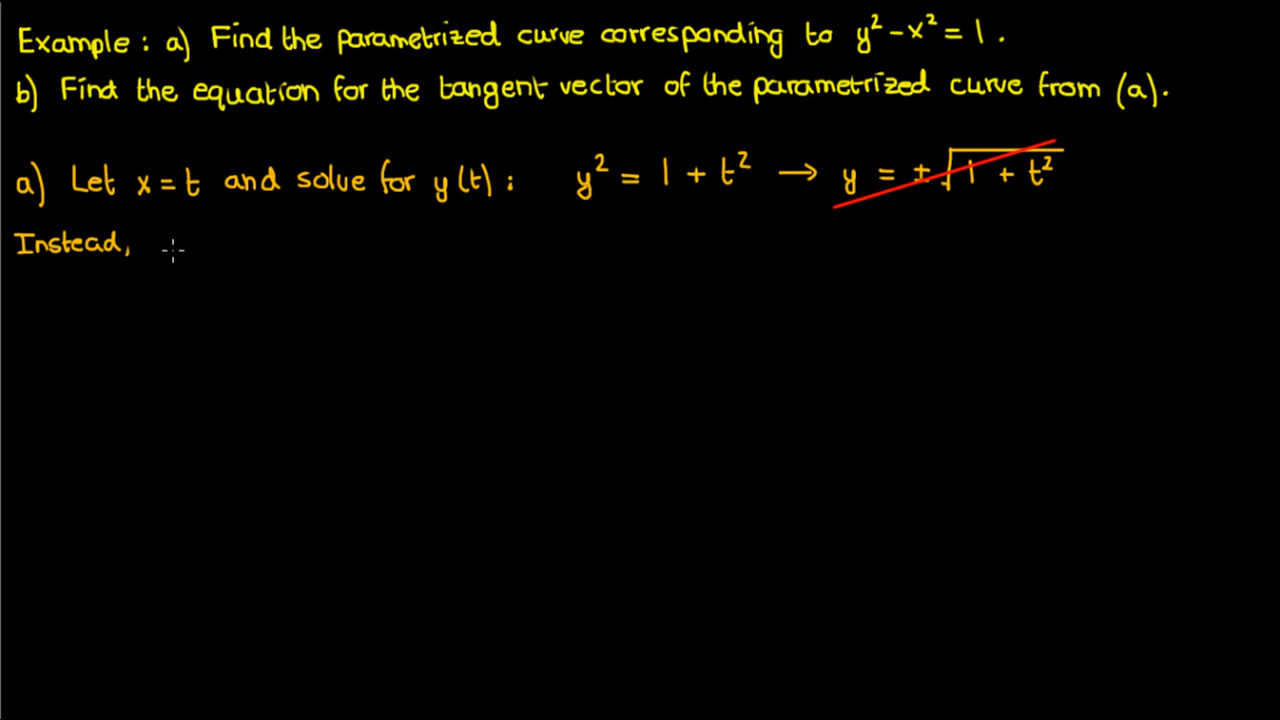 Example: a) Find the parametrized curve corresponding to y² - x² = 1.
b) Find the equation for the tangent vector of the parametrized curve from (a).
a) Let x = t and solve for y(t): y² = 1 + t² → y = ± √(1 + t²)
Instead,